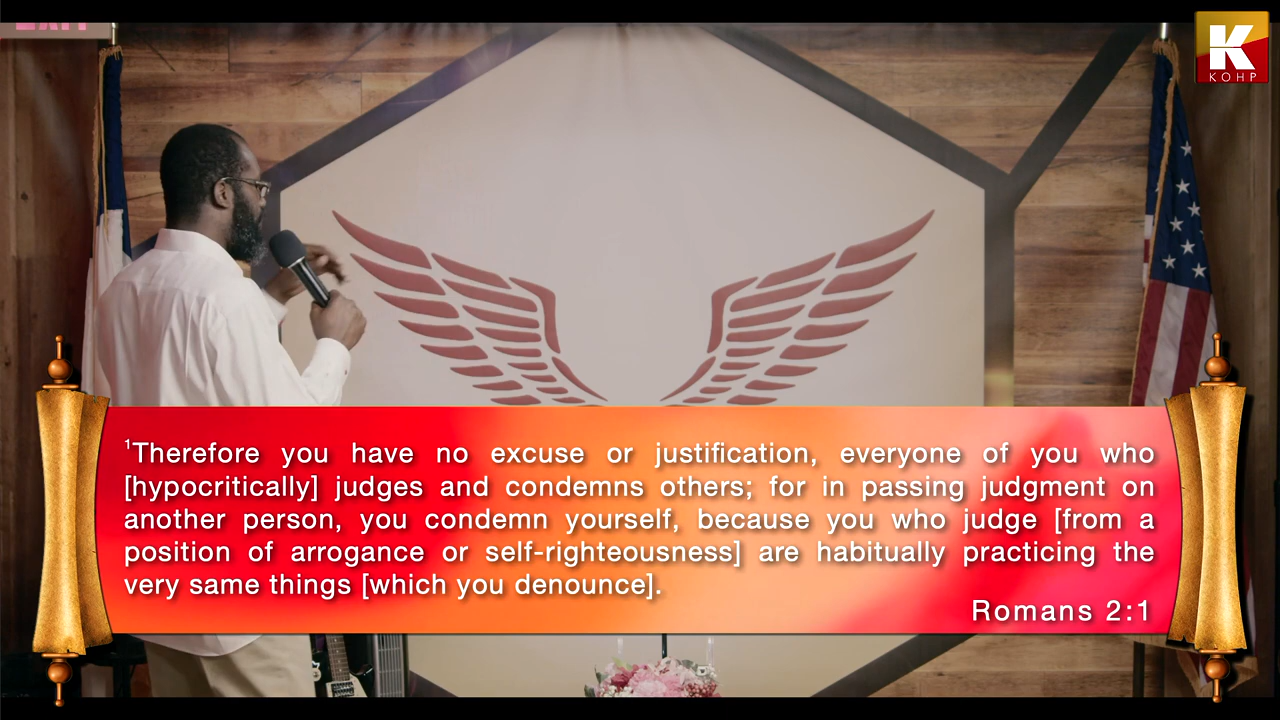 EXIT
K
KOHP
¹Therefore you have no excuse or justification, everyone of you who
[hypocritically] judges and condemns others; for in passing judgment on
another person, you condemn yourself, because you who judge [from a
position of arrogance or self-righteousness] are habitually practicing the
very same things [which you denounce].
Romans 2:1